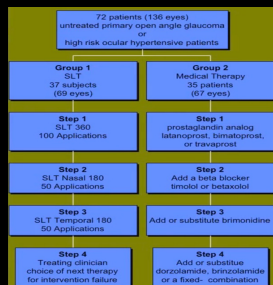 72 patients (136 eyes)
untreated primary open angle glaucoma
or
high risk ocular hypertensive patients
Group 1
SLT
37 subjects
(69 eyes)
Group 2
Medical Therapy
35 patients
(67 eyes)
Step 1
SLT 360
100 Applications
Step 1
prostaglandin analog
latanoprost, bimatoprost, or
travaprost
Step 2
SLT Nasal 180
50 Applications
Step 2
Add a beta blocker
timolol or betaxolol
Step 3
SLT Temporal 180
50 Applications
Step 3
Add or substitute brimonidine
Step 4
Treating clinician
choice of next therapy
for intervention failure
Step 4
Add or substitue
dorzolamide, brinzolamide
or a fixed- combination